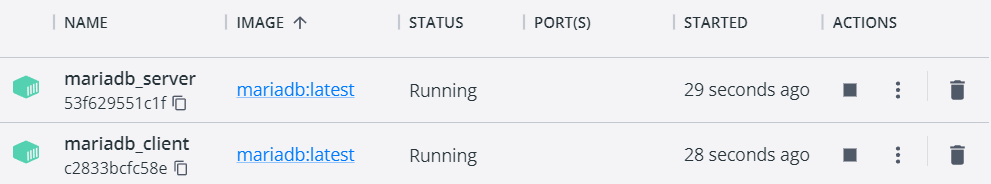 NAME IMAGE ↑ STATUS PORT(S) STARTED ACTIONS
mariadb_server
53f629551c1f
mariadb:latest Running 29 seconds ago
mariadb_client
c2833bcfc58e
mariadb:latest Running 28 seconds ago